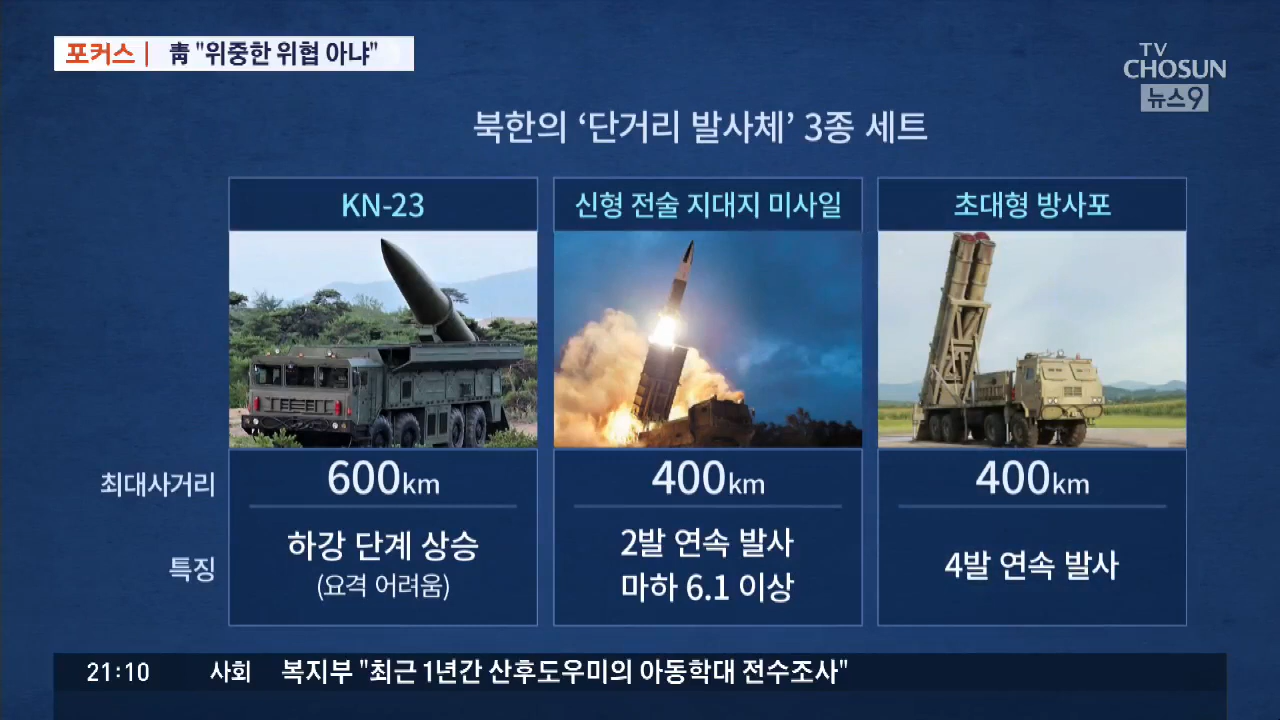 포커스| 靑 "위중한 위협 아냐"
TV
CHOSUN
뉴스9
북한의 ‘단거리 발사체’ 3종 세트
KN-23
신형 전술 지대지 미사일
초대형 방사포
최대사거리
600km
400km
400km
특징
하강 단계 상승
(요격 어려움)
2발 연속 발사
마하 6.1 이상
4발 연속 발사
21:10 사회 복지부 "최근 1년간 산후도우미의 아동학대 전수조사"